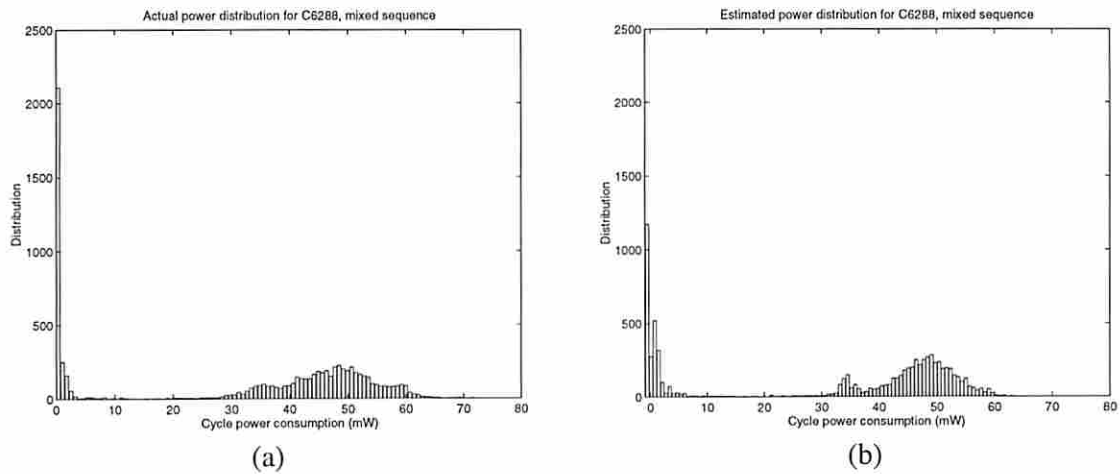 Actual power distribution for C6288, mixed sequence
2500
2000
1500
1000
500
0
Distribution
0 10 20 30 40 50 60 70 80
Cycle power consumption (mW)
(a)
Estimated power distribution for C6288, mixed sequence
2500
2000
1500
1000
500
0
Distribution
0 10 20 30 40 50 60 70 80
Cycle power consumption (mW)
(b)